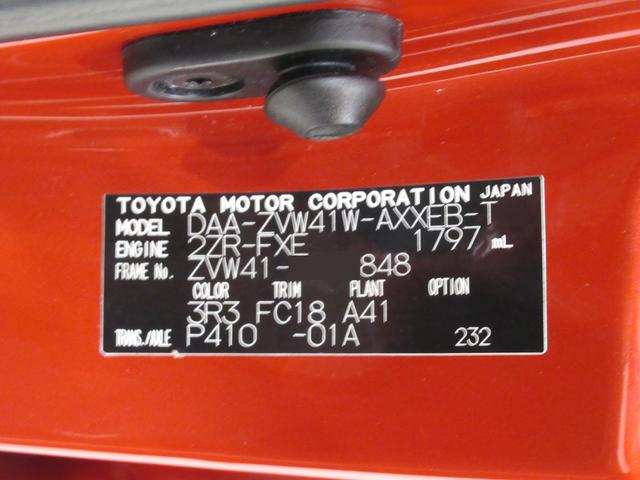 TOYOTA MOTOR CORPORATION JAPAN
MODEL DAA-ZVW41W-AXXEB-T
ENGINE 2ZR-FXE 1797 mL
FRAME No. ZVW41- 848
COLOR TRIM PLANT OPTION
3R3 FC18 A41
TRANS./AXLE P410 -01A 232